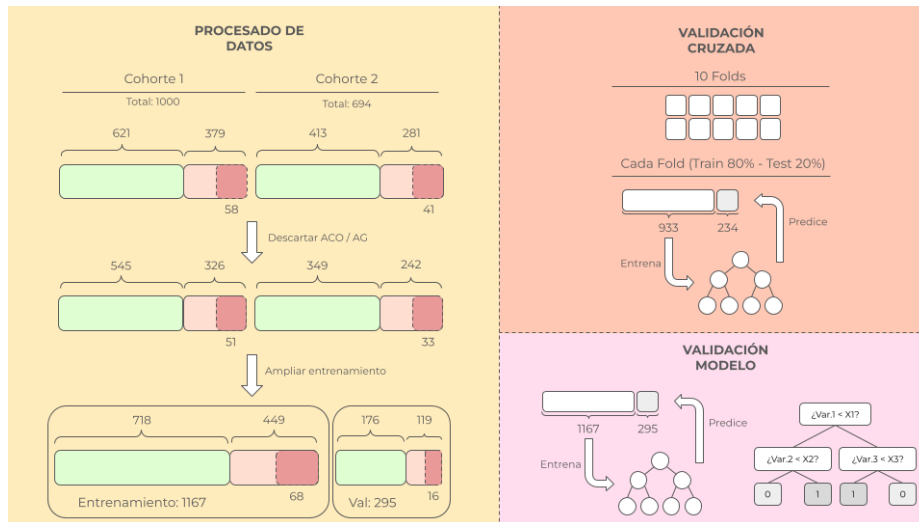 PROCESADO DE
DATOS
Cohorte 1
Cohorte 2
Total: 1000
Total: 694
621
379
413
281
58
41
Descartar ACO / AG
545
326
349
242
51
33
Ampliar entrenamiento
718
449
176
119
68
16
Entrenamiento: 1167
Val: 295
VALIDACIÓN
CRUZADA
10 Folds
Cada Fold (Train 80% - Test 20%)
933
234
Predice
Entrena
VALIDACIÓN
MODELO
1167
295
Predice
Entrena
¿Var.1 < X1?
¿Var.2 < X2?
¿Var.3 < X3?
0
1
1
0